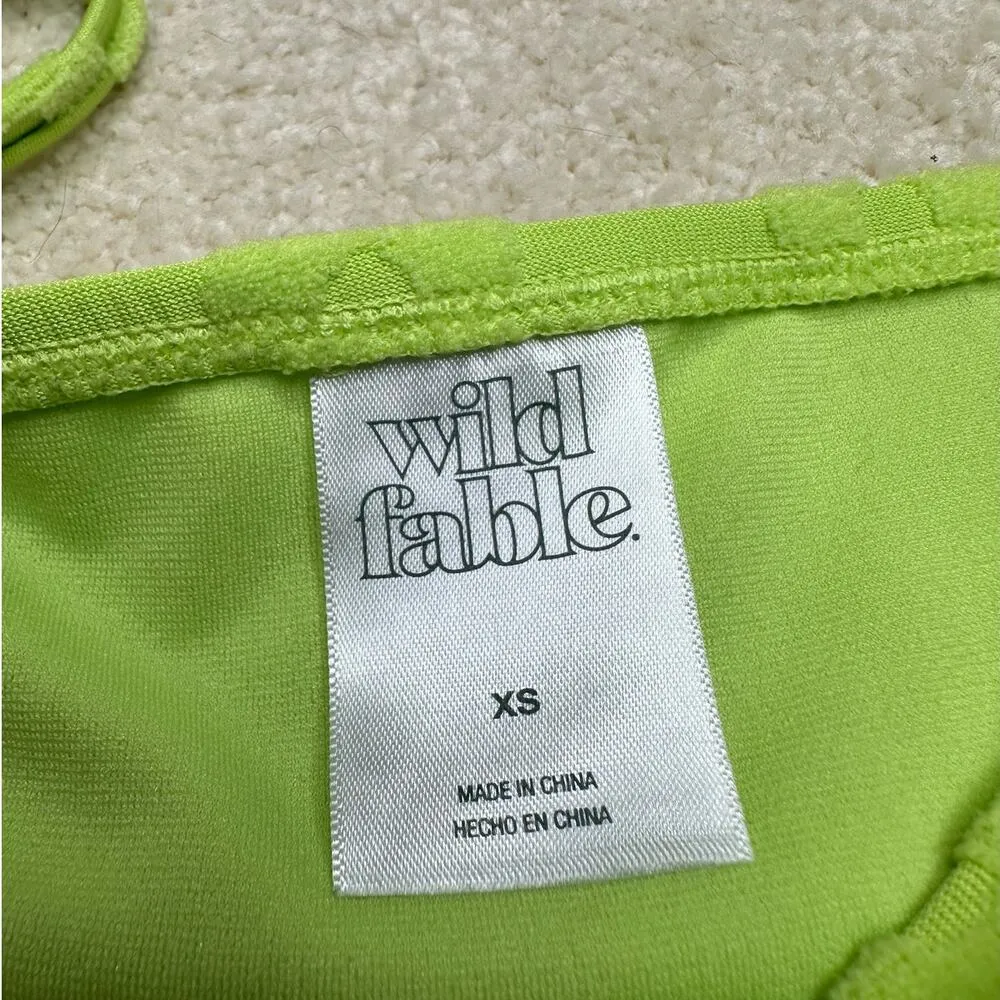 wild
fable.
XS
MADE IN CHINA
HECHO EN CHINA